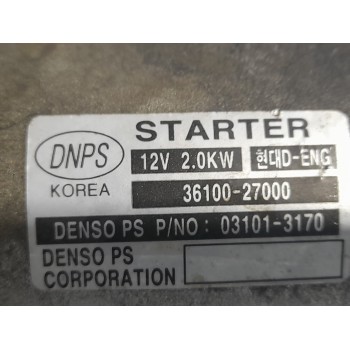 STARTER
DNPS
12V 2.0KW
현대D-ENG
KOREA
36100-27000
DENSO PS P/NO : 03101-3170
DENSO PS
CORPORATION